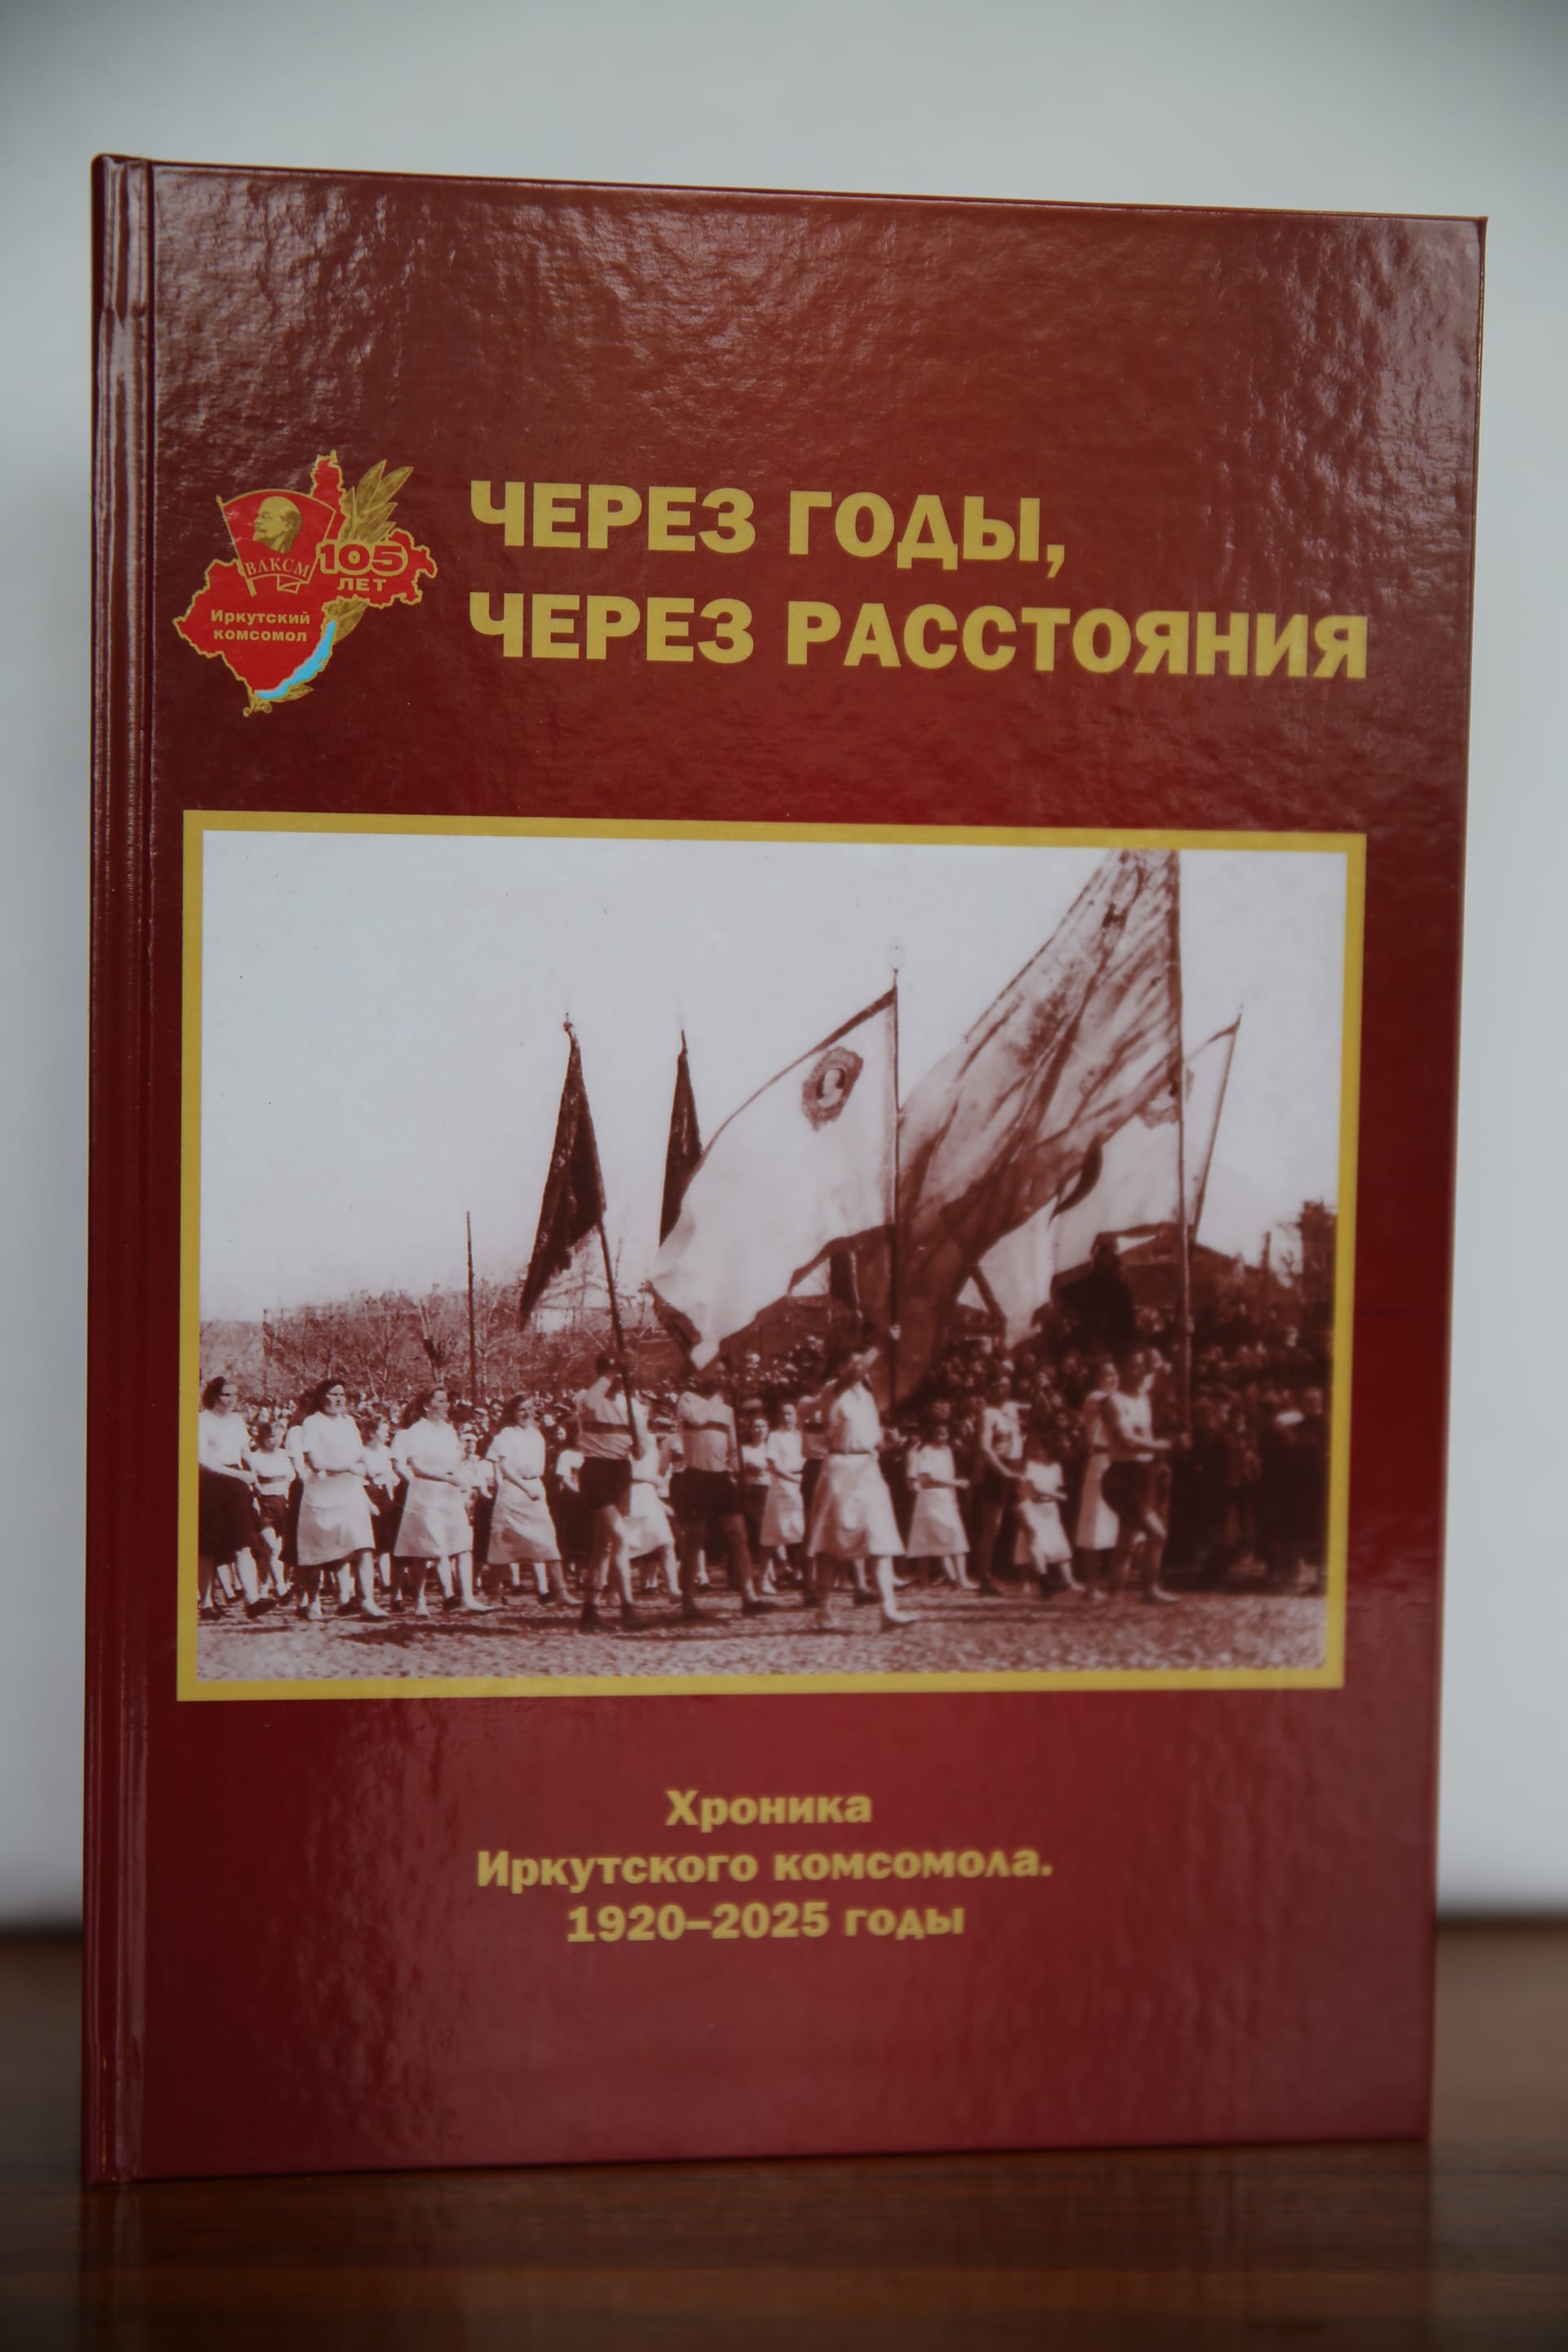 ЧЕРЕЗ ГОДЫ,
ЧЕРЕЗ РАССТОЯНИЯ
ВЛКСМ
105
ЛЕТ
Иркутский
комсомол
Хроника
Иркутского комсомола.
1920–2025 годы